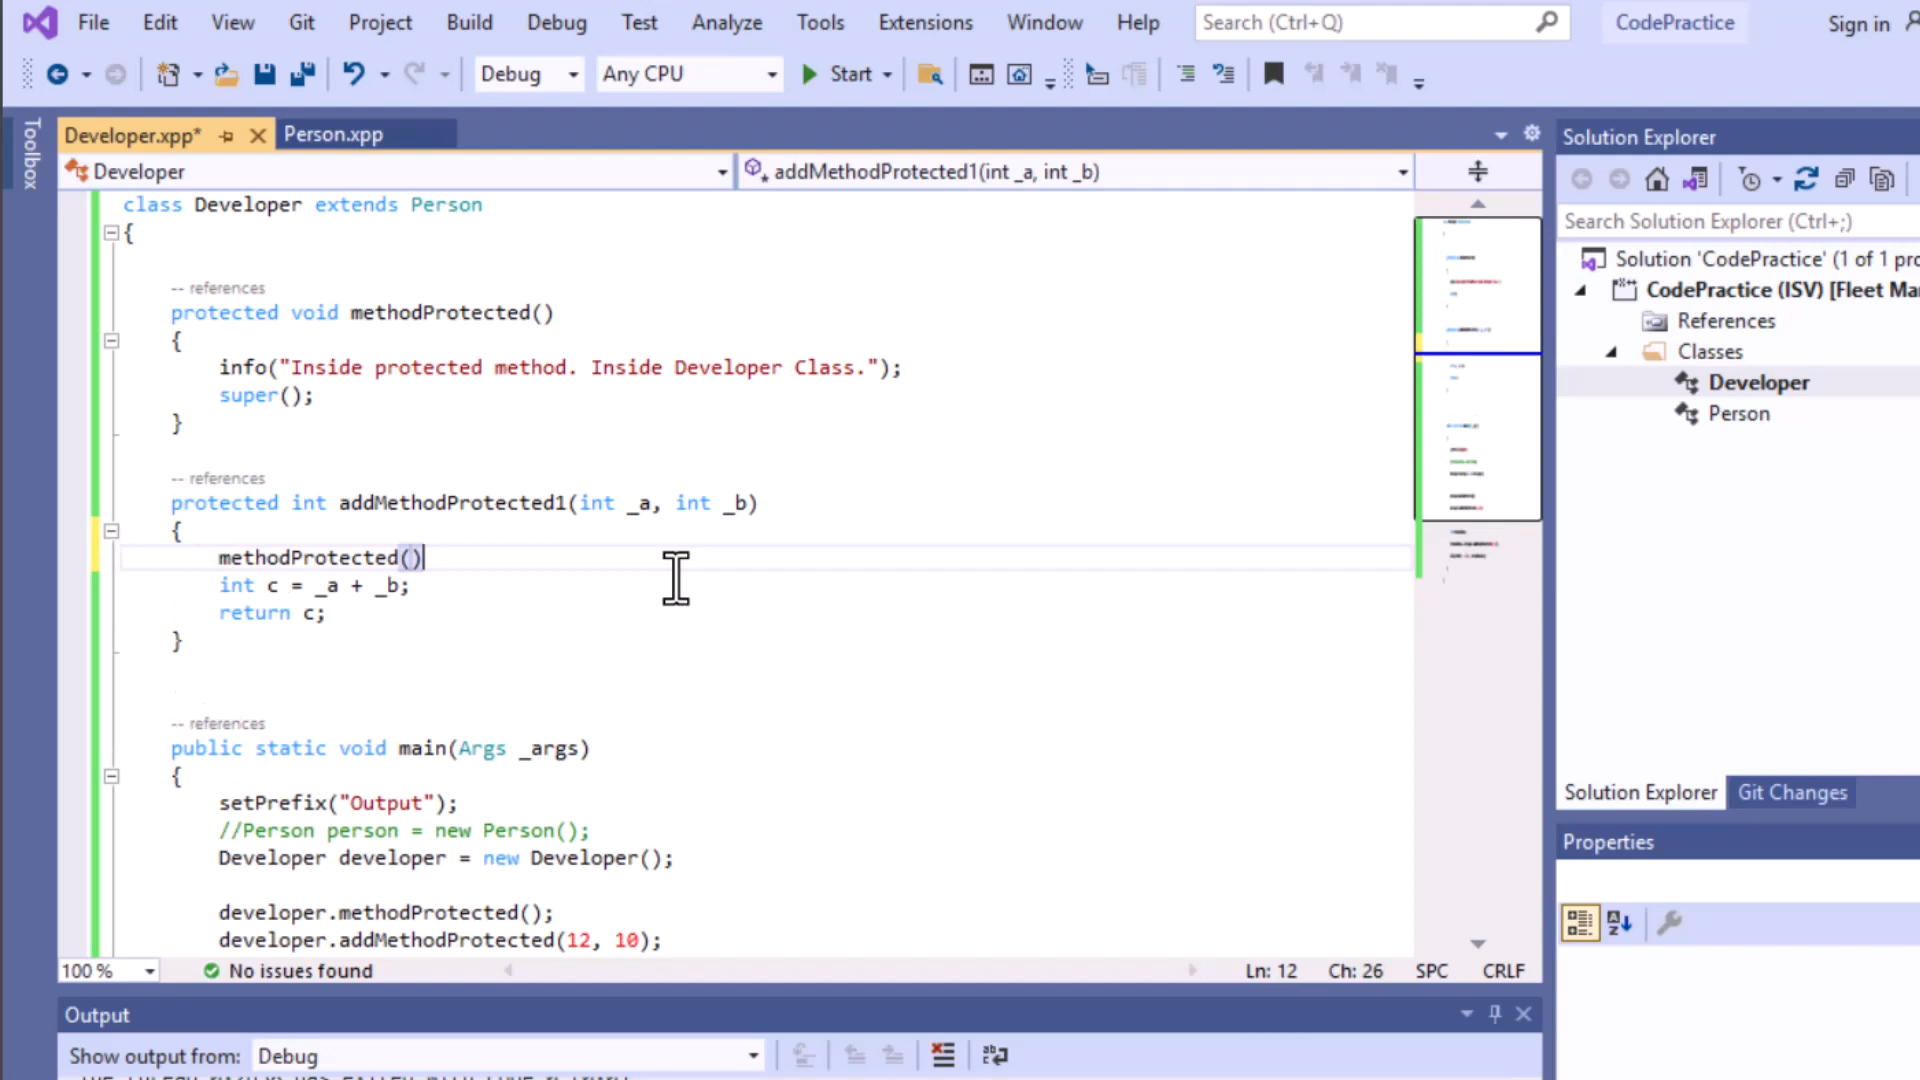 File Edit View Git Project Build Debug Test Analyze Tools Extensions Window Help Search (Ctrl+Q) CodePractice Sign in
Debug Any CPU Start
Toolbox
Developer.xpp* Person.xpp
Developer addMethodProtected1(int _a, int _b)
class Developer extends Person
{
-- references
protected void methodProtected()
{
info("Inside protected method. Inside Developer Class.");
super();
}
-- references
protected int addMethodProtected1(int _a, int _b)
{
methodProtected()
int c = _a + _b;
return c;
}
-- references
public static void main(Args _args)
{
setPrefix("Output");
//Person person = new Person();
Developer developer = new Developer();
developer.methodProtected();
developer.addMethodProtected(12, 10);
100 % No issues found Ln: 12 Ch: 26 SPC CRLF
Output
Show output from: Debug
Solution Explorer
Search Solution Explorer (Ctrl+;)
Solution 'CodePractice' (1 of 1 pro
CodePractice (ISV) [Fleet Ma
References
Classes
Developer
Person
Solution Explorer Git Changes
Properties